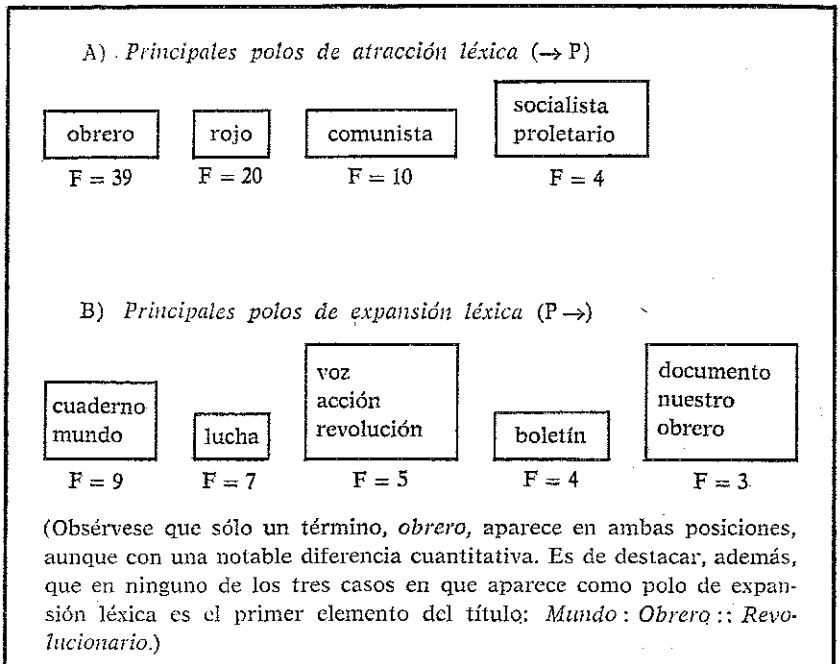 A) Principales polos de atracción léxica (→ P)
obrero
rojo
comunista
socialista
proletario
F = 39
F = 20
F = 10
F = 4
B) Principales polos de expansión léxica (P →)
cuaderno
mundo
lucha
voz
acción
revolución
boletín
documento
nuestro
obrero
F = 9
F = 7
F = 5
F = 4
F = 3
(Obsérvese que sólo un término, obrero, aparece en ambas posiciones,
aunque con una notable diferencia cuantitativa. Es de destacar, además,
que en ninguno de los tres casos en que aparece como polo de expan-
sión léxica es el primer elemento del título: Mundo : Obrero :: Revo-
lucionario.)